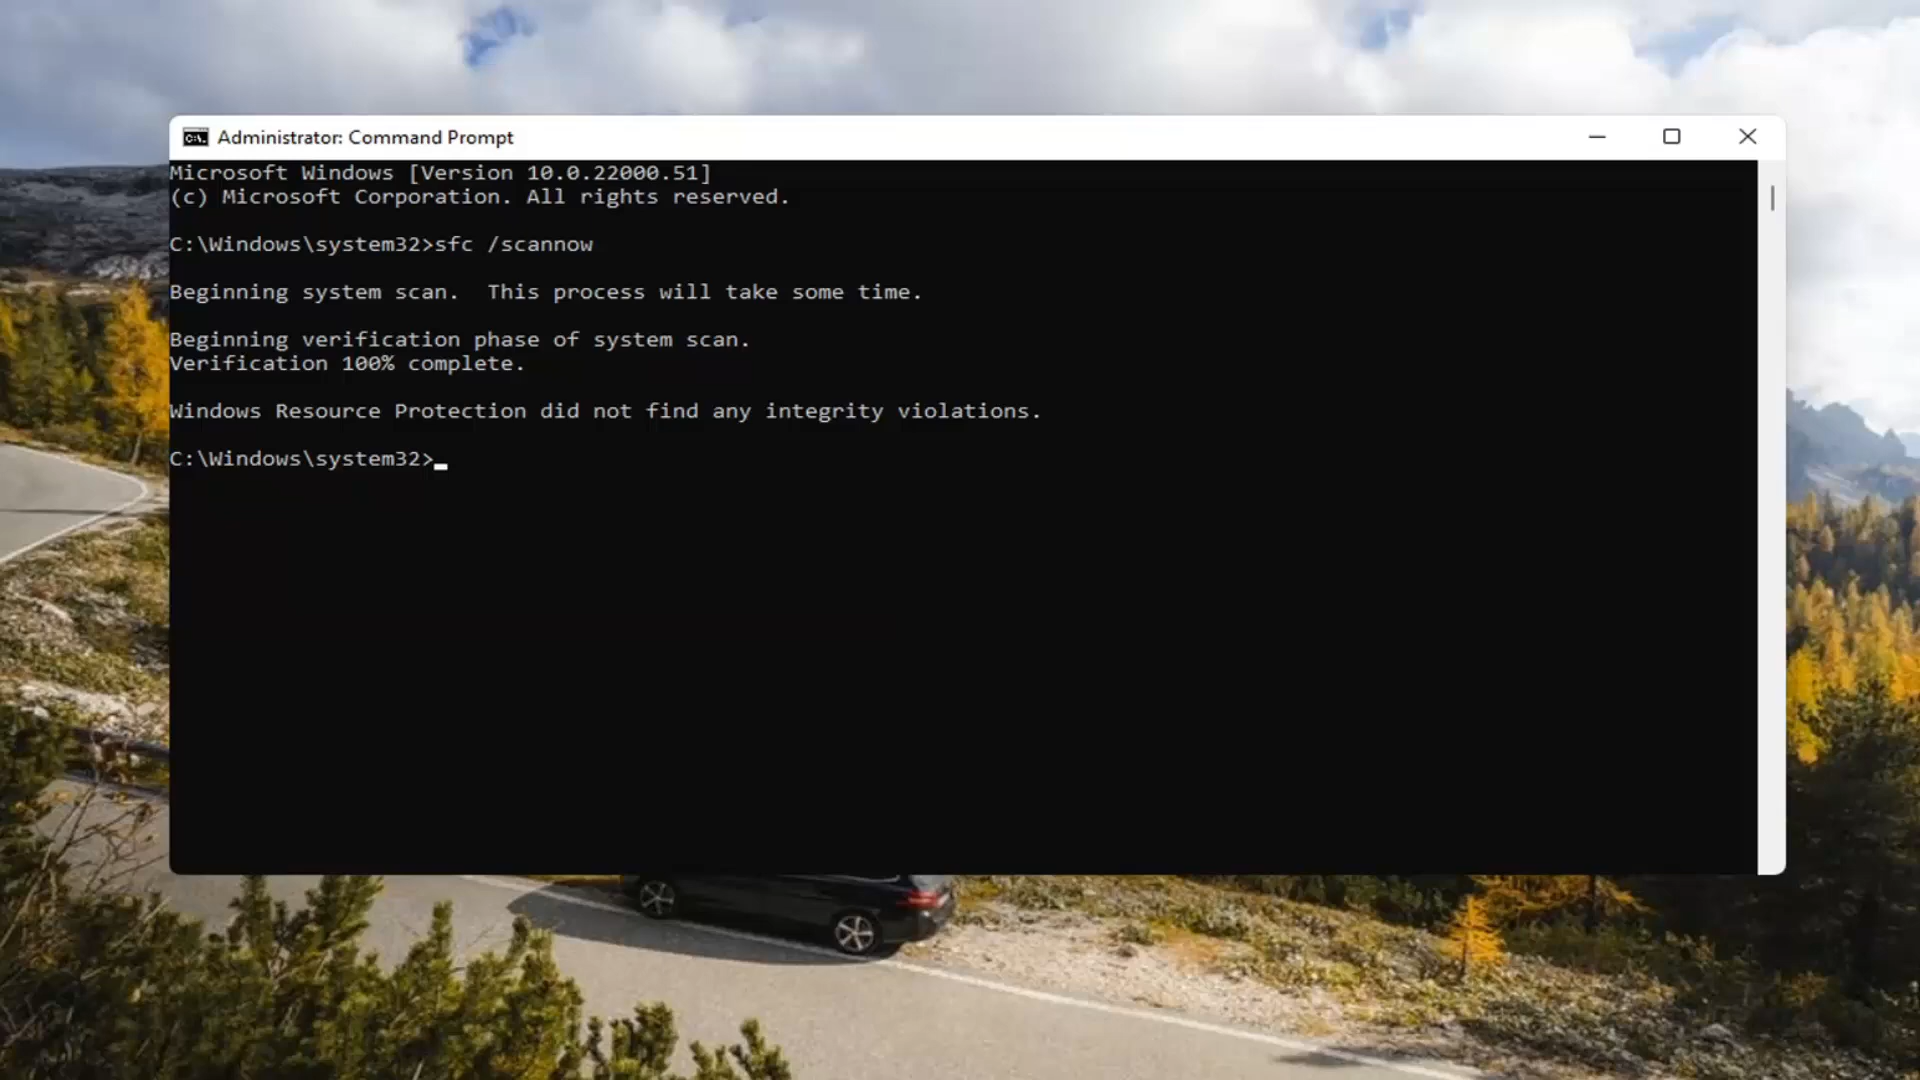 Administrator: Command Prompt
Microsoft Windows [Version 10.0.22000.51]
(c) Microsoft Corporation. All rights reserved.
C:\Windows\system32>sfc /scannow
Beginning system scan.  This process will take some time.
Beginning verification phase of system scan.
Verification 100% complete.
Windows Resource Protection did not find any integrity violations.
C:\Windows\system32>